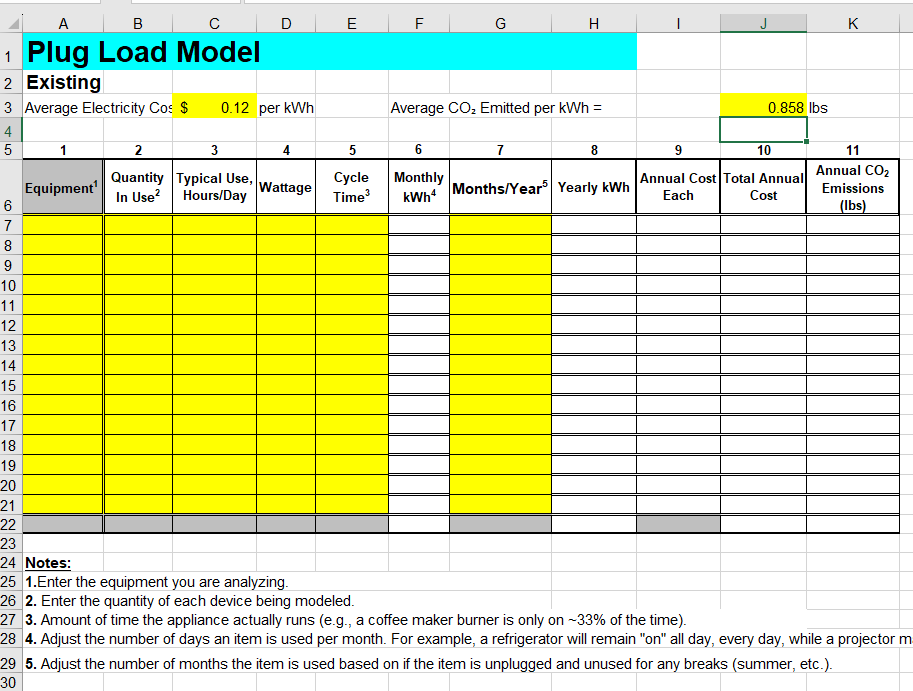 A B C D E F G H I J K
1 Plug Load Model
2 Existing
3 Average Electricity Cos $ 0.12 per kWh Average CO₂ Emitted per kWh = 0.858 lbs
4
5 1 2 3 4 5 6 7 8 9 10 11
6 Equipment¹ Quantity In Use² Typical Use, Hours/Day Wattage Cycle Time³ Monthly kWh⁴ Months/Year⁵ Yearly kWh Annual Cost Each Total Annual Cost Annual CO₂ Emissions (lbs)
7
8
9
10
11
12
13
14
15
16
17
18
19
20
21
22
23
24 Notes:
25 1.Enter the equipment you are analyzing.
26 2. Enter the quantity of each device being modeled.
27 3. Amount of time the appliance actually runs (e.g., a coffee maker burner is only on ~33% of the time).
28 4. Adjust the number of days an item is used per month. For example, a refrigerator will remain "on" all day, every day, while a projector m
29 5. Adjust the number of months the item is used based on if the item is unplugged and unused for any breaks (summer, etc.).
30